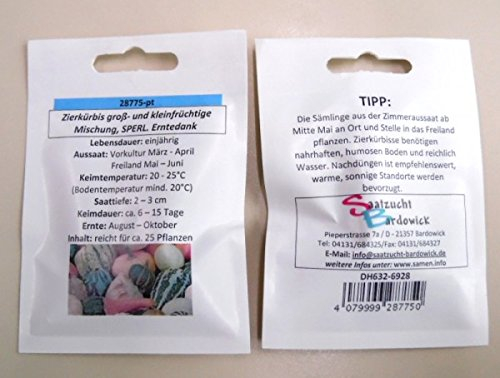 28775-pt
Zierkürbis groß- und kleinfrüchtige
Mischung, SPERL. Erntedank
Lebensdauer: einjährig
Aussaat: Vorkultur März - April
Freiland Mai – Juni
Keimtemperatur: 20 - 25°C
(Bodentemperatur mind. 20°C)
Saattiefe: 2 – 3 cm
Keimdauer: ca. 6 – 15 Tage
Ernte: August – Oktober
Inhalt: reicht für ca. 25 Pflanzen
TIPP:
Die Sämlinge aus der Zimmeraussaat ab
Mitte Mai an Ort und Stelle in das Freiland
pflanzen. Zierkürbisse benötigen
nahrhaften, humosen Boden und reichlich
Wasser. Nachdüngen ist empfehlenswert,
warme, sonnige Standorte werden
bevorzugt.
Saatzucht
Bardowick
Pieperstrasse 7a / D - 21357 Bardowick
Tel: 04131/684325/Fax: 04131/684327
E-Mail: info@saatzucht-bardowick.de
weitere Infos unter: www.samen.info
DH632-6928
4 079999 287750